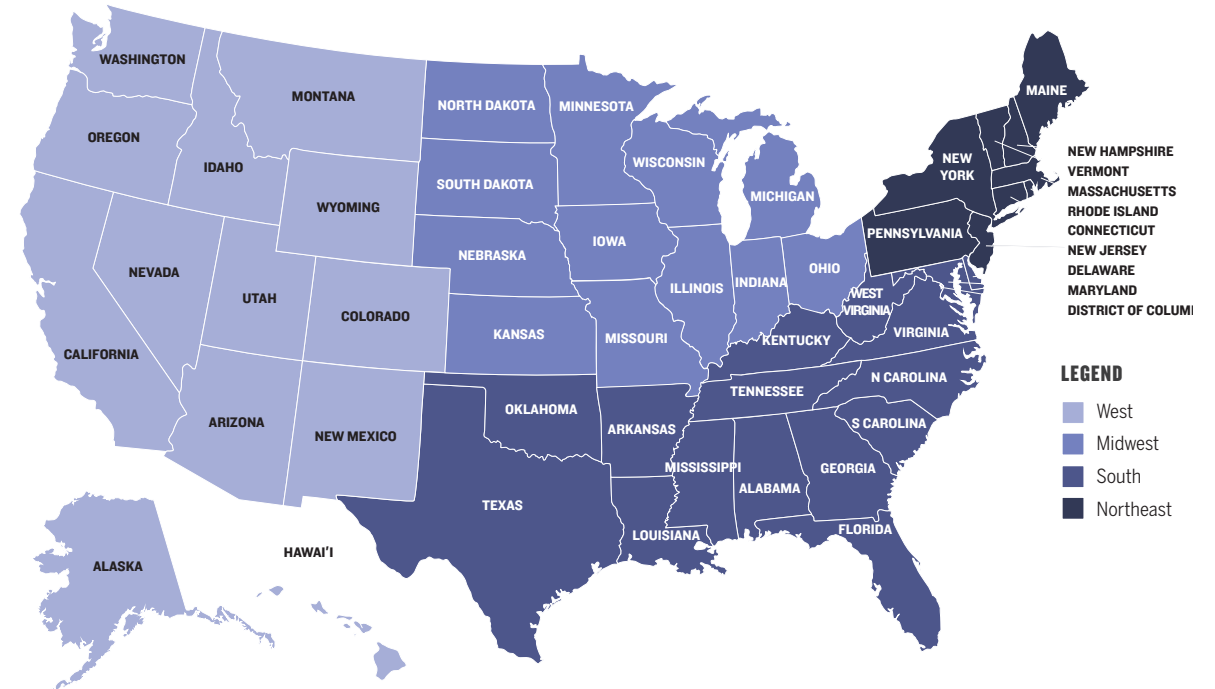 WASHINGTON
MONTANA
NORTH DAKOTA
MINNESOTA
MAINE
OREGON
IDAHO
WISCONSIN
NEW
YORK
SOUTH DAKOTA
MICHIGAN
WYOMING
NEW HAMPSHIRE
VERMONT
MASSACHUSETTS
RHODE ISLAND
CONNECTICUT
NEW JERSEY
DELAWARE
MARYLAND
DISTRICT OF COLUM
PENNSYLVANIA
IOWA
NEBRASKA
NEVADA
OHIO
INDIANA
ILLINOIS
UTAH
COLORADO
WEST
VIRGINIA
KANSAS
MISSOURI
KENTUCKY
VIRGINIA
CALIFORNIA
LEGEND
West
Midwest
South
Northeast
N CAROLINA
TENNESSEE
OKLAHOMA
ARIZONA
NEW MEXICO
ARKANSAS
S CAROLINA
MISSISSIPPI
GEORGIA
ALABAMA
TEXAS
LOUISIANA
FLORIDA
HAWAI'I
ALASKA